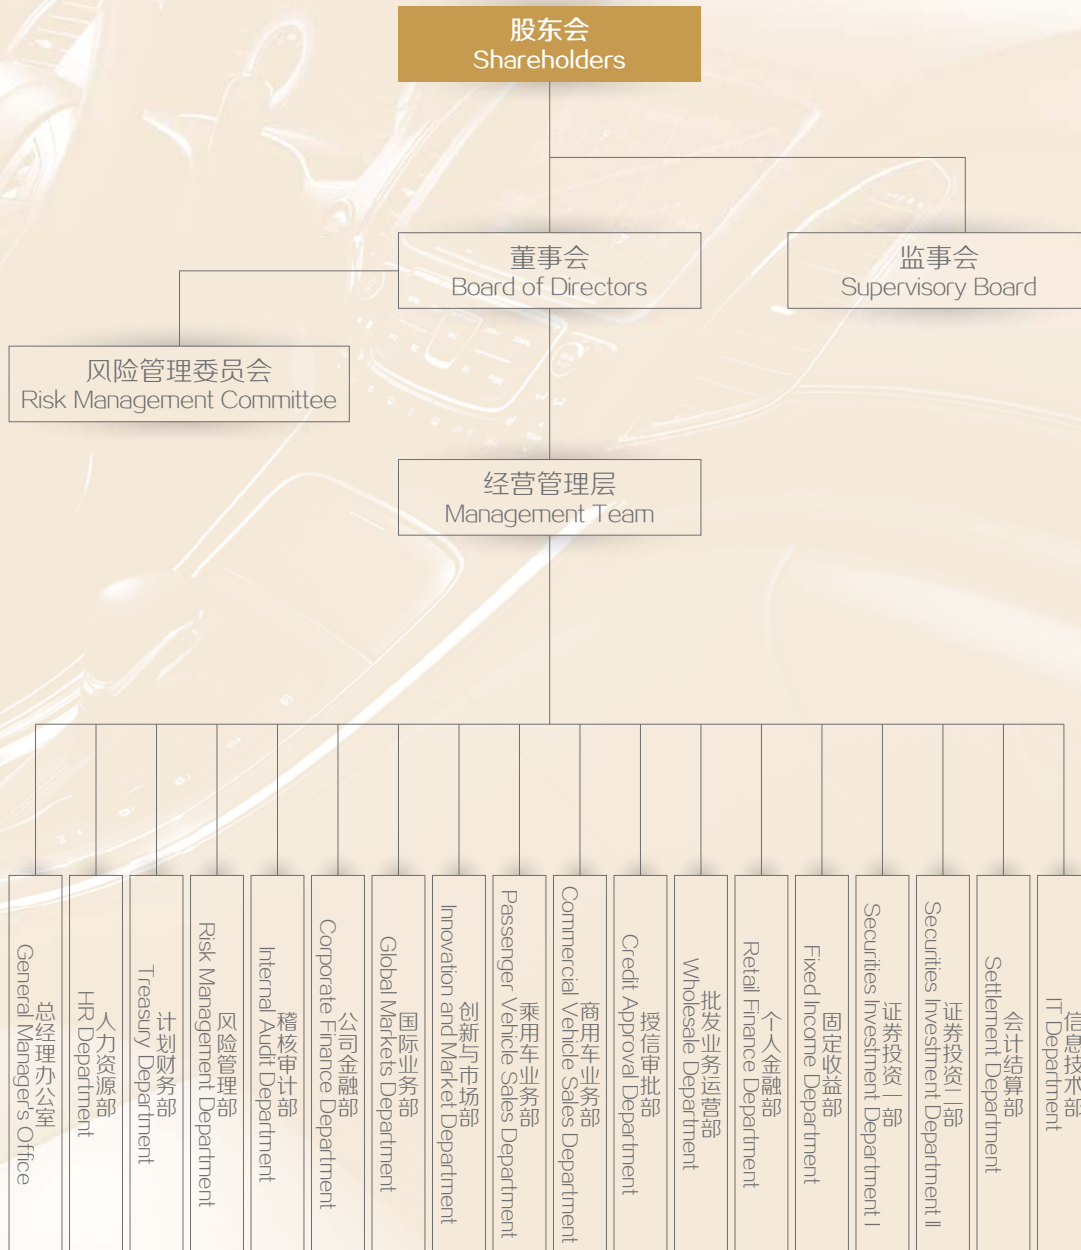 股东会
Shareholders
董事会
Board of Directors
监事会
Supervisory Board
风险管理委员会
Risk Management Committee
经营管理层
Management Team
总经理办公室
General Manager's Office
人力资源部
HR Department
计划财务部
Treasury Department
风险管理部
Risk Management Department
稽核审计部
Internal Audit Department
公司金融部
Corporate Finance Department
国际业务部
Global Markets Department
创新与市场部
Innovation and Market Department
乘用车业务部
Passenger Vehicle Sales Department
商用车业务部
Commercial Vehicle Sales Department
授信审批部
Credit Approval Department
批发业务运营部
Wholesale Department
个人金融部
Retail Finance Department
固定收益部
Fixed Income Department
证券投资一部
Securities Investment Department I
证券投资二部
Securities Investment Department II
会计结算部
Settlement Department
信息技术部
IT Department